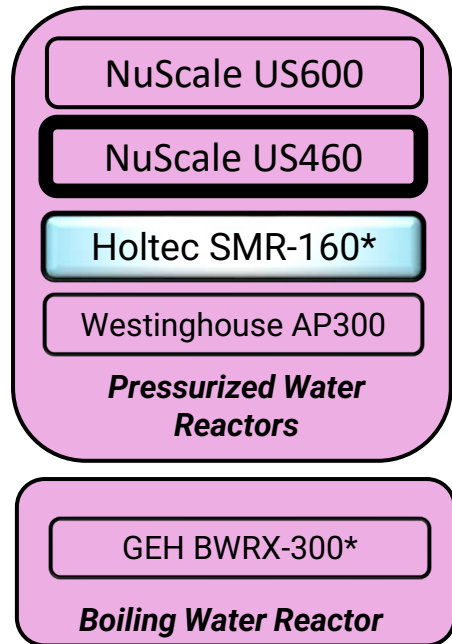 NuScale US600
NuScale US460
Holtec SMR-160*
Westinghouse AP300
Pressurized Water
Reactors
GEH BWRX-300*
Boiling Water Reactor